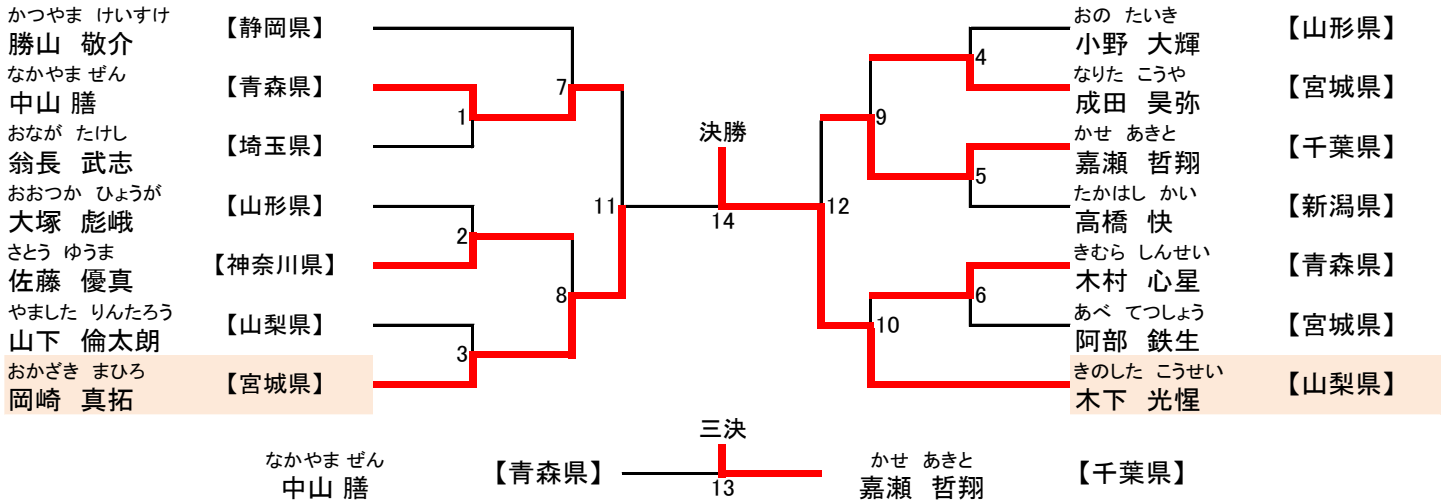 かつやま けいすけ
勝山 敬介 【静岡県】
なかやま ぜん
中山 膳 【青森県】
おなが たけし
翁長 武志 【埼玉県】
おおつか ひょうが
大塚 彪峨 【山形県】
さとう ゆうま
佐藤 優真 【神奈川県】
やました りんたろう
山下 倫太朗 【山梨県】
おかざき まひろ
岡崎 真拓 【宮城県】
1
2
3
7
8
11
決勝
14
12
9
10
4
5
6
おの たいき
小野 大輝 【山形県】
なりた こうや
成田 昊弥 【宮城県】
かせ あきと
嘉瀬 哲翔 【千葉県】
たかはし かい
高橋 快 【新潟県】
きむら しんせい
木村 心星 【青森県】
あべ てつしょう
阿部 鉄生 【宮城県】
きのした こうせい
木下 光惺 【山梨県】
三決
なかやま ぜん
中山 膳 【青森県】
13
かせ あきと
嘉瀬 哲翔 【千葉県】